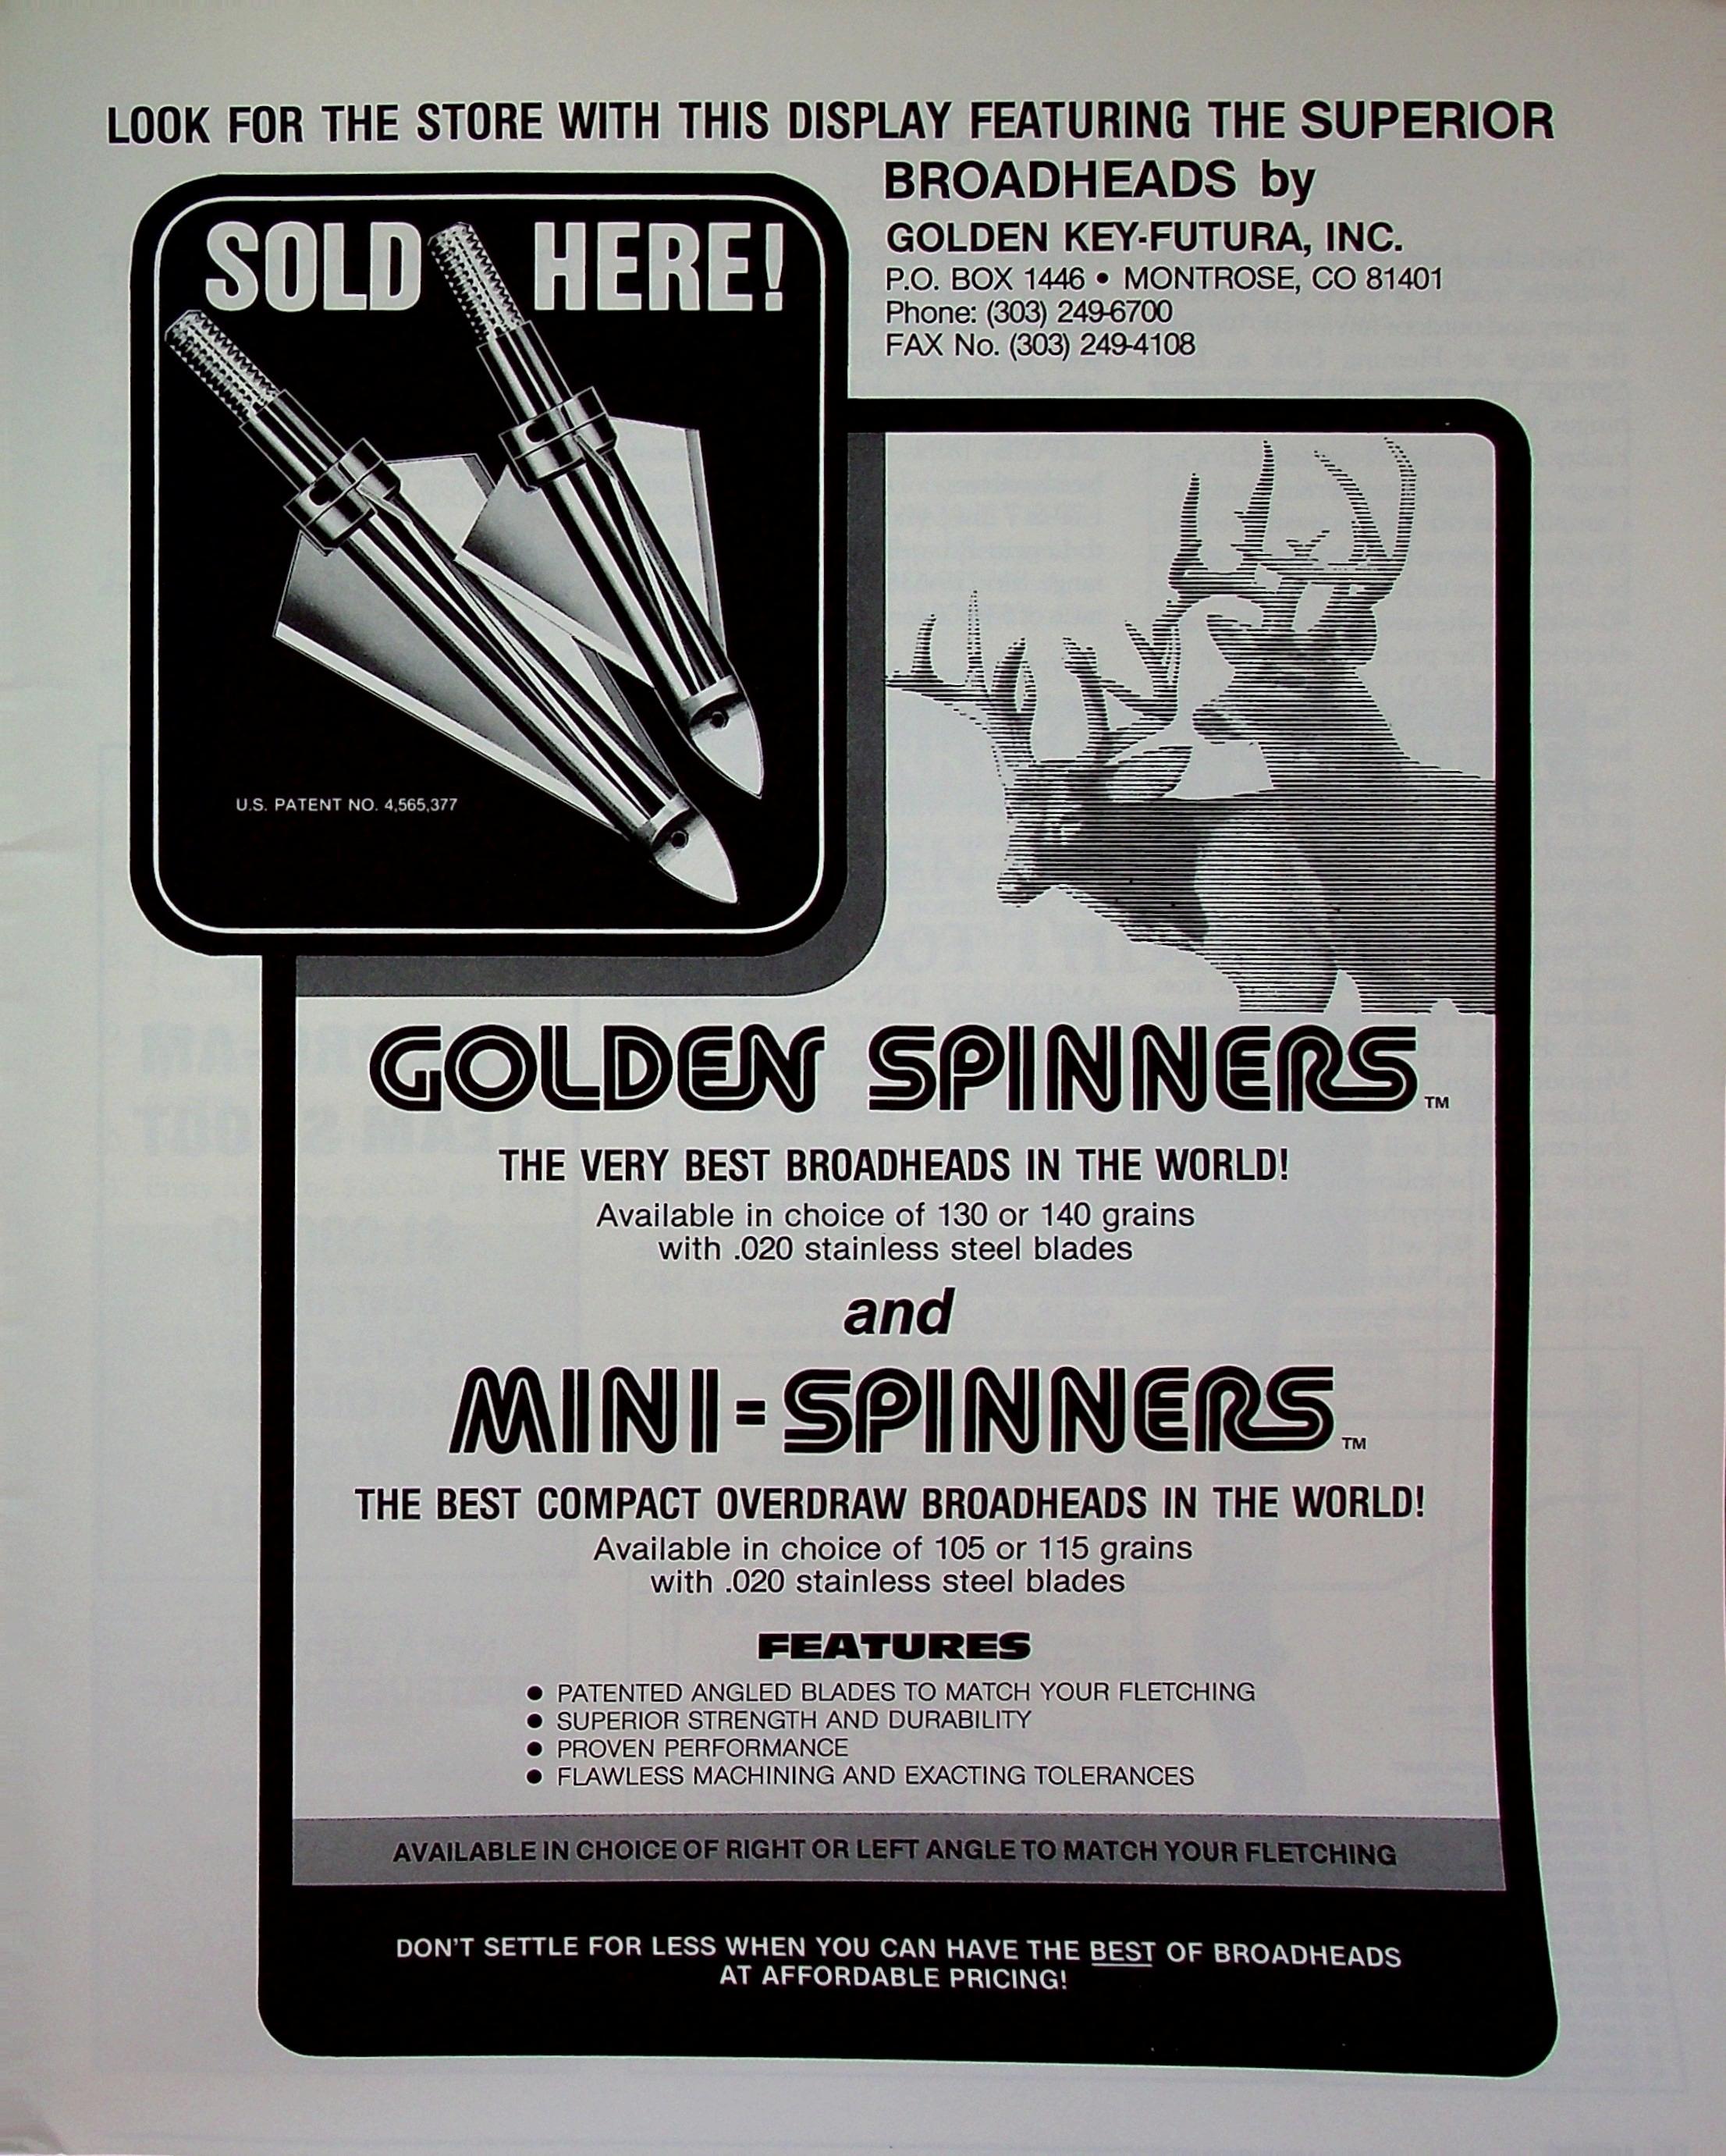 LOOK FOR THE STORE WITH THIS DISPLAY FEATURING THE SUPERIOR
BROADHEADS by
GOLDEN KEY-FUTURA, INC.
P.O. BOX 1446 • MONTROSE, CO 81401
Phone: (303) 249-6700
FAX No. (303) 249-4108
SOLD HERE!
U.S. PATENT NO. 4,565,377
GOLDEN SPINNERS™
THE VERY BEST BROADHEADS IN THE WORLD!
Available in choice of 130 or 140 grains
with .020 stainless steel blades
and
MINI-SPINNERS™
THE BEST COMPACT OVERDRAW BROADHEADS IN THE WORLD!
Available in choice of 105 or 115 grains
with .020 stainless steel blades
FEATURES
● PATENTED ANGLED BLADES TO MATCH YOUR FLETCHING
● SUPERIOR STRENGTH AND DURABILITY
● PROVEN PERFORMANCE
● FLAWLESS MACHINING AND EXACTING TOLERANCES
AVAILABLE IN CHOICE OF RIGHT OR LEFT ANGLE TO MATCH YOUR FLETCHING
DON'T SETTLE FOR LESS WHEN YOU CAN HAVE THE BEST OF BROADHEADS
AT AFFORDABLE PRICING!